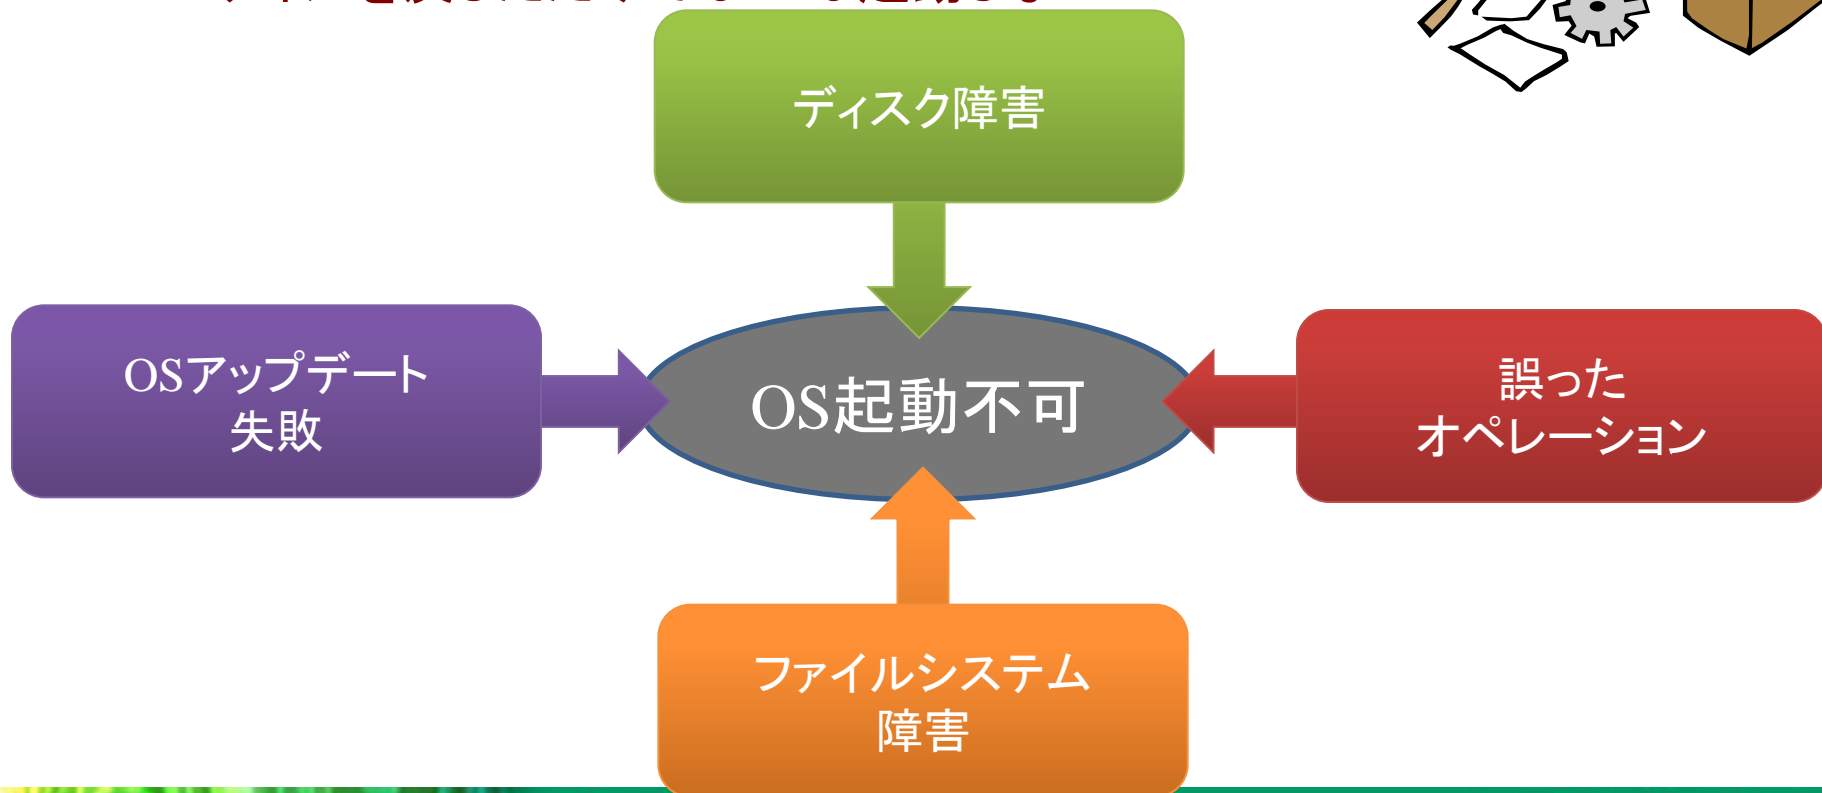 ディスク障害
OSアップデート
失敗
OS起動不可
誤った
オペレーション
ファイルシステム
障害